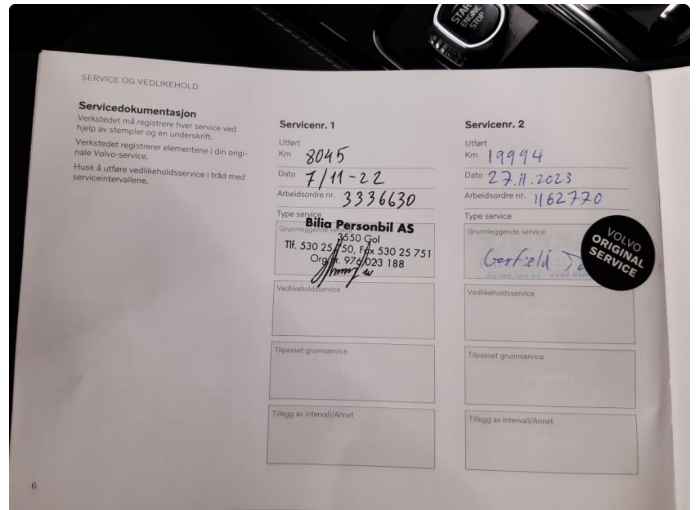 START
ENGINE
STOP
SERVICE OG VEDLIKEHOLD
Servicedokumentasjon
Verkstedet må registrere hver service ved
hjelp av stempler og en underskrift.
Verkstedet registrerer elementene i din origi-
nale Volvo-service.
Husk å utføre vedlikeholdsservice i tråd med
serviceintervallene.
Servicenr. 1
Utført
Km 8045
Dato 7/11-22
Arbeidsordre nr. 3336630
Type service
Grunnleggende service
Bilia Personbil AS
3550 Gol
Tlf. 530 25 50, Fax 530 25 751
Org. nr. 976 023 188
Vedlikeholdsservice
Tilpasset grunnservice
Tillegg av intervall/Annet
Servicenr. 2
Utført
Km 19994
Dato 27.11.2023
Arbeidsordre nr. 1162770
Type service
Grunnleggende service
Gerfield
VOLVO
ORIGINAL
SERVICE
Vedlikeholdsservice
Tilpasset grunnservice
Tillegg av intervall/Annet
6